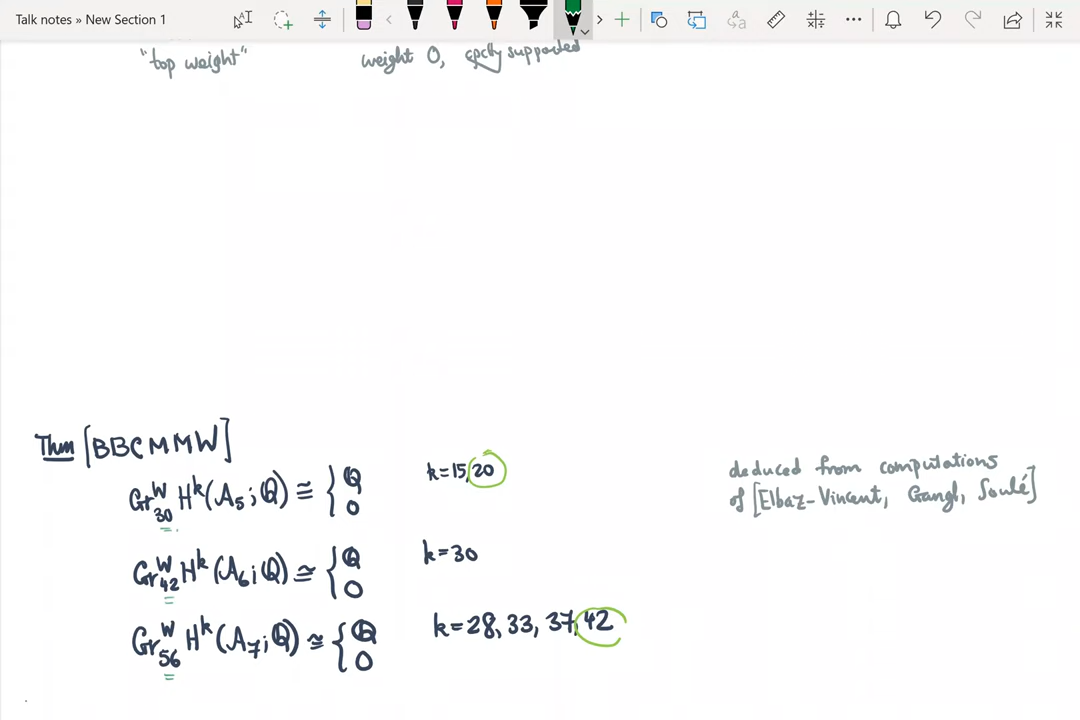 Talk notes » New Section 1
"top weight" weight 0, cpctly supported
Thm [BBCMMW]
Gr^W_30 H^k(A_5; Q) ≅ { Q k=15, 20
0
deduced from computations
of [Elbaz-Vincent, Gangl, Soulé]
Gr^W_42 H^k(A_6; Q) ≅ { Q k=30
0
Gr^W_56 H^k(A_7; Q) ≅ { Q k=28, 33, 37, 42
0